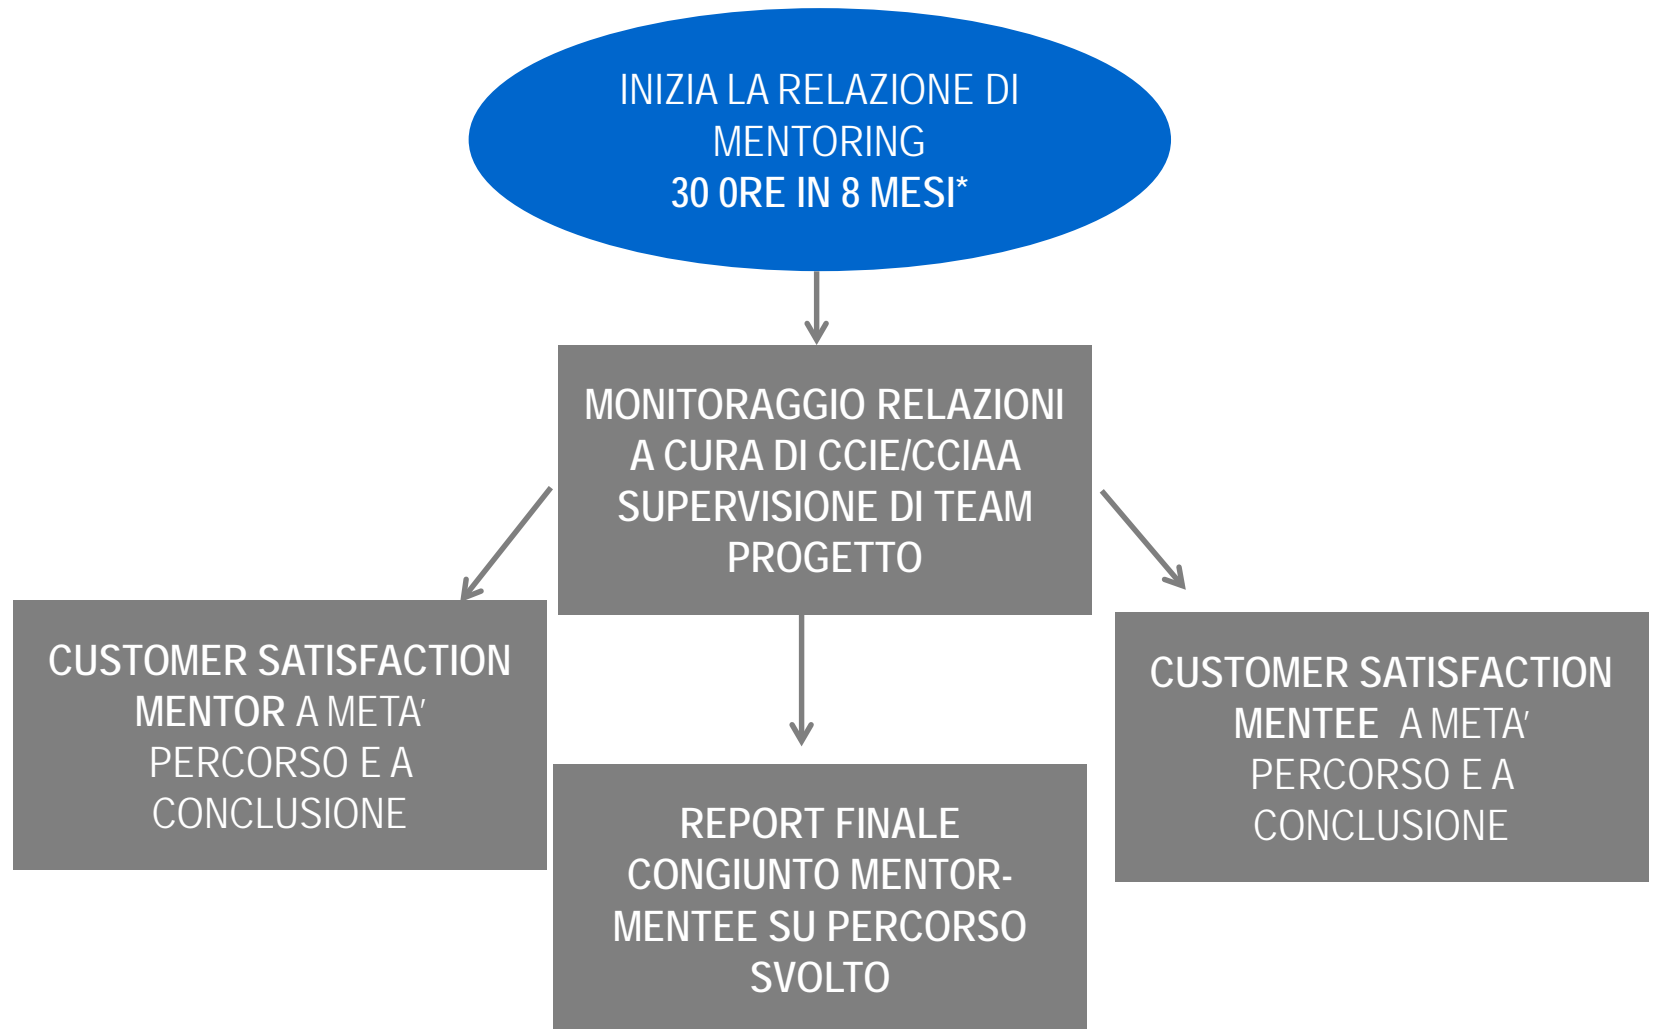 INIZIA LA RELAZIONE DI
MENTORING
30 0RE IN 8 MESI*
MONITORAGGIO RELAZIONI
A CURA DI CCIE/CCIAA
SUPERVISIONE DI TEAM
PROGETTO
CUSTOMER SATISFACTION
MENTOR A META’
PERCORSO E A
CONCLUSIONE
CUSTOMER SATISFACTION
MENTEE A META’
PERCORSO E A
CONCLUSIONE
REPORT FINALE
CONGIUNTO MENTOR-
MENTEE SU PERCORSO
SVOLTO